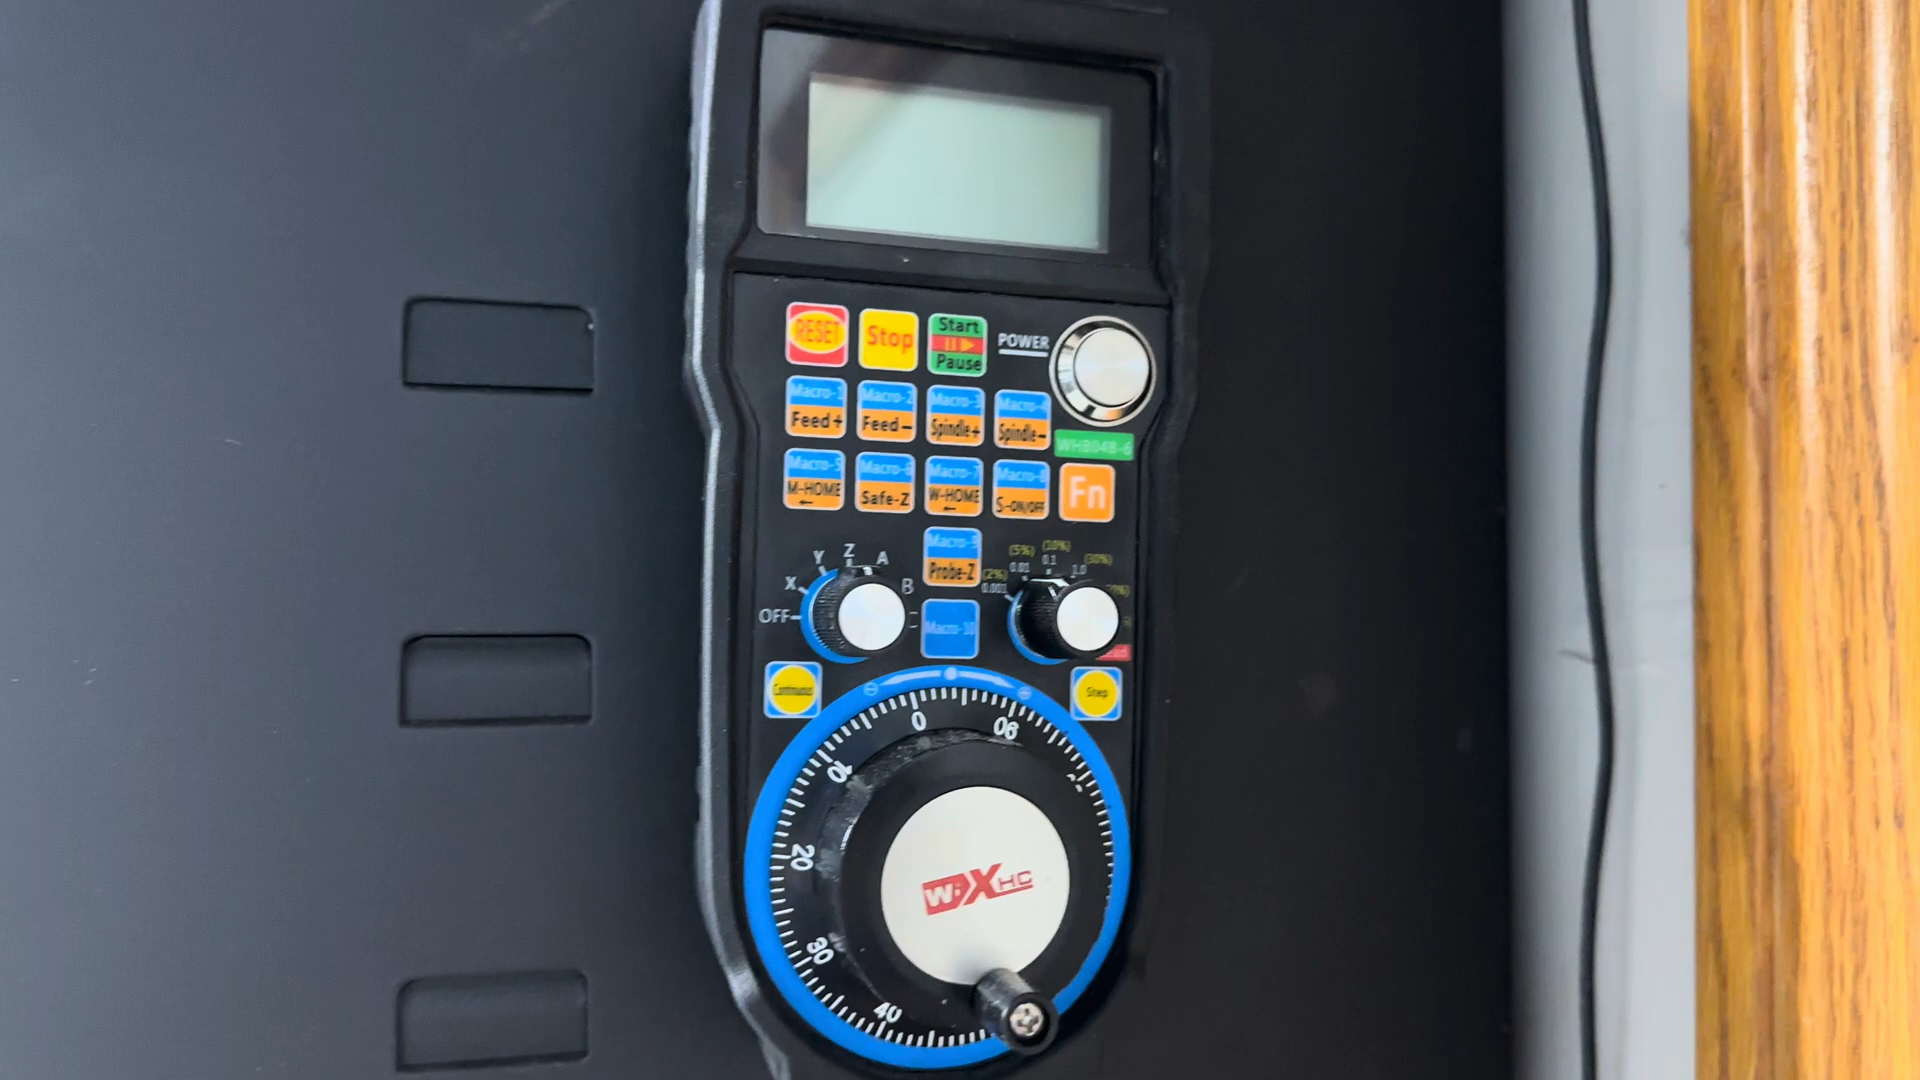 RESET Stop Start Pause POWER
Macro-1 Macro-2 Macro-3 Macro-4
Feed+ Feed- Spindle+ Spindle-
WHB04B-6
Macro-5 Macro-6 Macro-7 Macro-8
M-HOME Safe-Z W-HOME S-ON/OFF Fn
Macro-9
Probe-Z
OFF X Y Z A B
(2%) (5%) (10%) (30%)
0.001 0.01 0.1 1.0
Macro-10
Continuous Step
0 90
10
20
30
40
WXHC